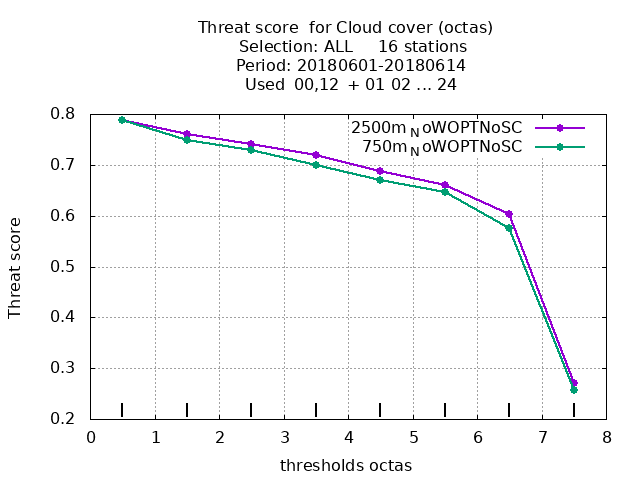 Threat score  for Cloud cover (octas)
Selection: ALL     16 stations
Period: 20180601-20180614
Used  00,12  + 01 02 ... 24
0.8
0.7
0.6
0.5
0.4
0.3
0.2
Threat score
2500m_NoWOPTNoSC
750m_NoWOPTNoSC
0 1 2 3 4 5 6 7 8
thresholds octas